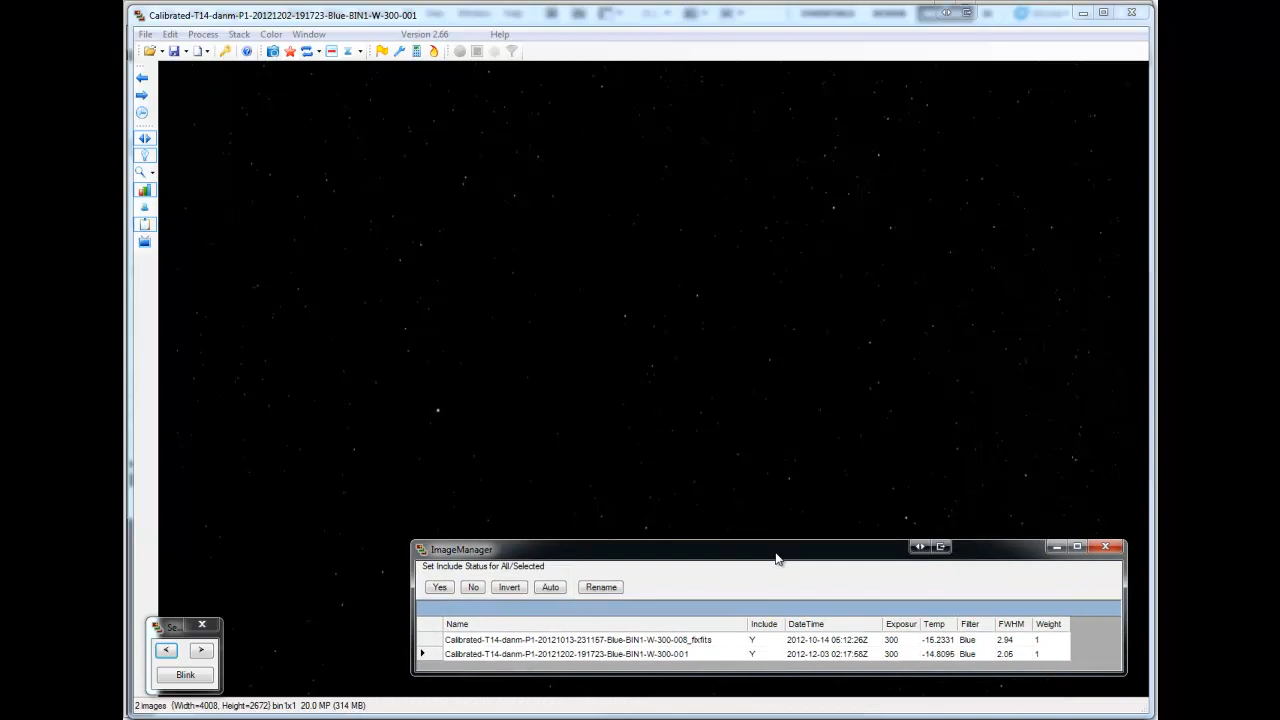 Calibrated-T14-danm-P1-20121202-191723-Blue-BIN1-W-300-001
File Edit Process Stack Color Window Version 2.66 Help
ImageManager
Set Include Status for All/Selected
Yes No Invert Auto Rename
Name Include DateTime Exposur Temp Filter FWHM Weight
Calibrated-T14-danm-P1-20121013-231157-Blue-BIN1-W-300-008_fixfits Y 2012-10-14 05:12:26Z 300 -15.2331 Blue 2.94 1
Calibrated-T14-danm-P1-20121202-191723-Blue-BIN1-W-300-001 Y 2012-12-03 02:17:58Z 300 -14.8095 Blue 2.05 1
Se...
< >
Blink
2 images {Width=4008, Height=2672} bin1x1 20.0 MP (314 MB)